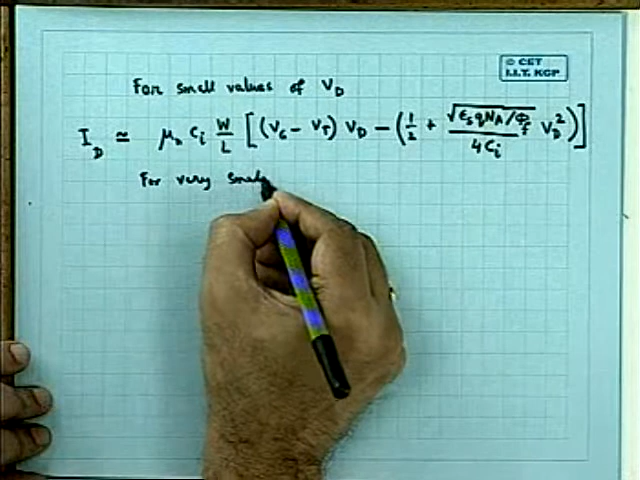 © CET
I.I.T. KGP
For small values of V_D
I_D ≃ μ_n C_i W/L [(V_G − V_T) V_D − (1/2 + √(ε_s q N_A / Φ_f) / 4C_i V_D²)]
For very small